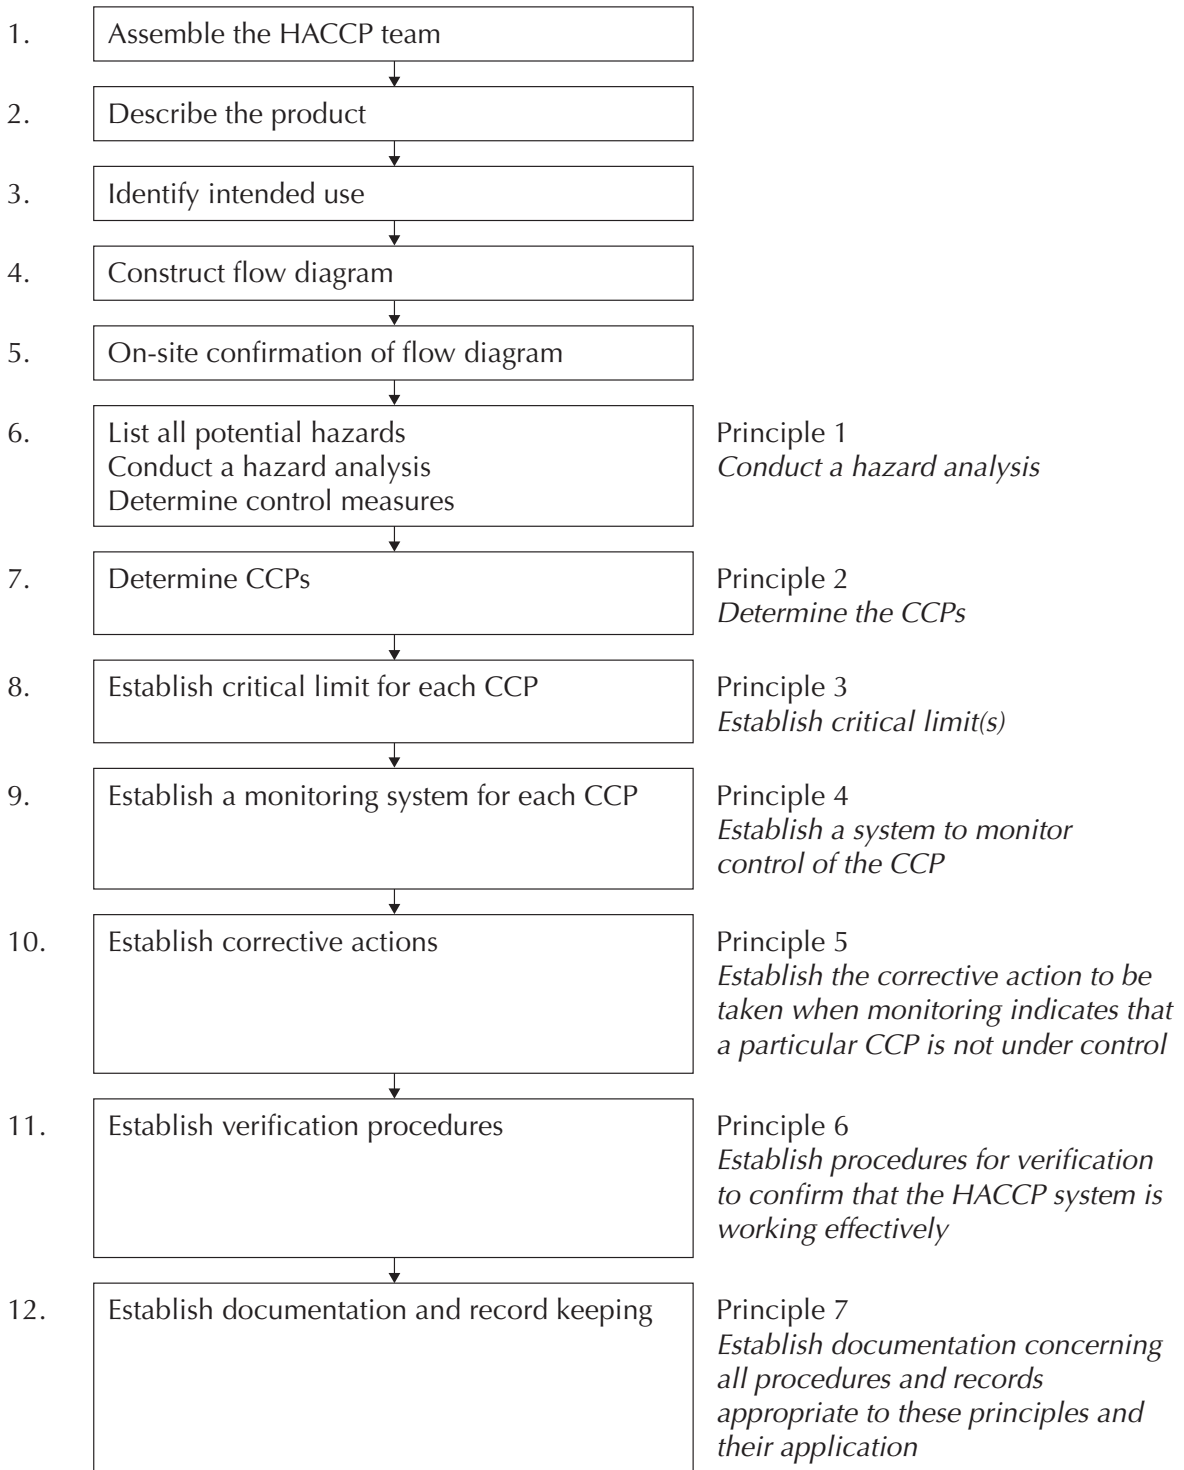 1. Assemble the HACCP team
2. Describe the product
3. Identify intended use
4. Construct flow diagram
5. On-site confirmation of flow diagram
6. List all potential hazards
Conduct a hazard analysis
Determine control measures
Principle 1
Conduct a hazard analysis
7. Determine CCPs
Principle 2
Determine the CCPs
8. Establish critical limit for each CCP
Principle 3
Establish critical limit(s)
9. Establish a monitoring system for each CCP
Principle 4
Establish a system to monitor
control of the CCP
10. Establish corrective actions
Principle 5
Establish the corrective action to be
taken when monitoring indicates that
a particular CCP is not under control
11. Establish verification procedures
Principle 6
Establish procedures for verification
to confirm that the HACCP system is
working effectively
12. Establish documentation and record keeping
Principle 7
Establish documentation concerning
all procedures and records
appropriate to these principles and
their application